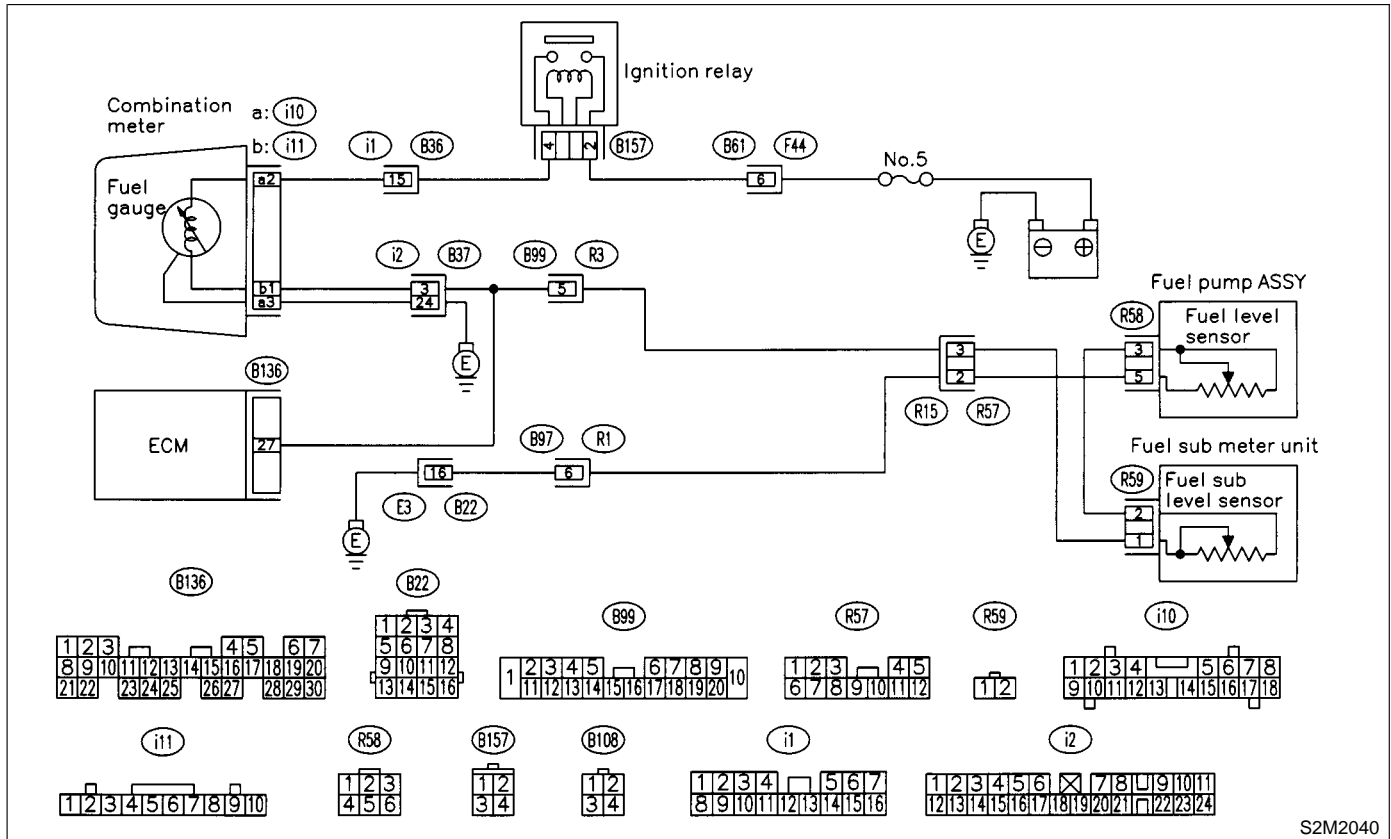 Ignition relay
Combination meter
a: i10
b: i11
i1
B36
4
2
B157
B61
F44
No.5
Fuel gauge
a2
15
6
E
⊖ ⊕
i2
B37
B99
R3
b1
a3
3
24
5
E
Fuel pump ASSY
R58
Fuel level sensor
3
5
3
2
R15
R57
B136
ECM
27
B97
R1
16
6
E3
B22
E
Fuel sub meter unit
R59
Fuel sub level sensor
2
1
B136
1 2 3 4 5 6 7
8 9 10 11 12 13 14 15 16 17 18 19 20
21 22 23 24 25 26 27 28 29 30
B22
1 2 3 4
5 6 7 8
9 10 11 12
13 14 15 16
B99
1 2 3 4 5 6 7 8 9 10
11 12 13 14 15 16 17 18 19 20
R57
1 2 3 4 5
6 7 8 9 10 11 12
R59
1 2
i10
1 2 3 4 5 6 7 8
9 10 11 12 13 14 15 16 17 18
i11
1 2 3 4 5 6 7 8 9 10
R58
1 2 3
4 5 6
B157
1 2
3 4
B108
1 2
3 4
i1
1 2 3 4 5 6 7
8 9 10 11 12 13 14 15 16
i2
1 2 3 4 5 6 7 8 9 10 11
12 13 14 15 16 17 18 19 20 21 22 23 24
S2M2040